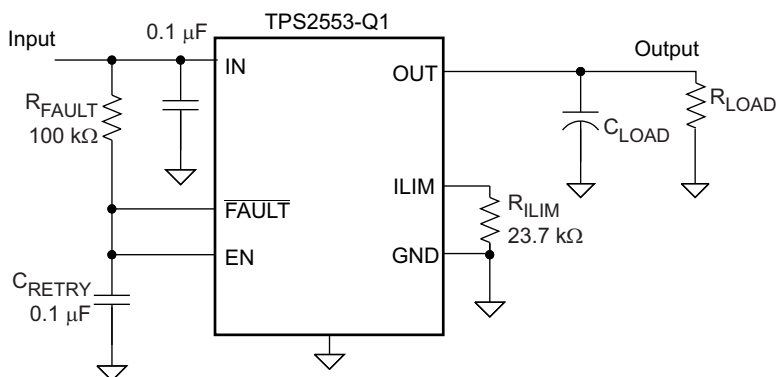 TPS2553-Q1
Input
0.1 μF
IN
OUT
Output
R_FAULT
100 kΩ
R_LOAD
C_LOAD
ILIM
R_ILIM
23.7 kΩ
FAULT
EN
GND
C_RETRY
0.1 μF